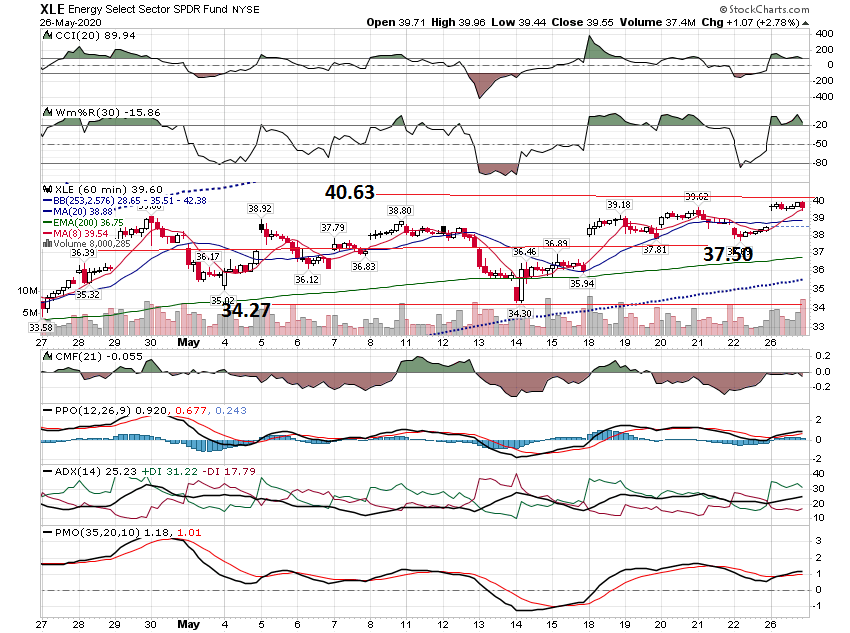 XLE Energy Select Sector SPDR Fund NYSE © StockCharts.com
26-May-2020 Open 39.71 High 39.96 Low 39.44 Close 39.55 Volume 37.4M Chg +1.07 (+2.78%)
CCI(20) 89.94
400
200
0
-200
-400
Wm%R(30) -15.86
-20
-50
-80
XLE (60 min) 39.60
BB(253,2.576) 28.65 - 35.51 - 42.38
MA(20) 38.88
EMA(200) 36.75
MA(8) 39.54
Volume 8,000,285
40.63
38.92
38.80
39.18
39.62
37.79
36.39
36.17
36.46
36.89
37.81
37.50
36.83
36.12
35.94
35.32
35.02
34.27
34.30
33.58
40
39
38
37
36
35
34
33
10M
5M
27 28 29 30 May 4 5 6 7 8 11 12 13 14 15 18 19 20 21 22 26
CMF(21) -0.055
0.2
0.0
-0.2
PPO(12,26,9) 0.920, 0.677, 0.243
2
0
-2
ADX(14) 25.23 +DI 31.22 -DI 17.79
40
30
20
10
PMO(35,20,10) 1.18, 1.01
3
2
1
0
-1
27 28 29 30 May 4 5 6 7 8 11 12 13 14 15 18 19 20 21 22 26